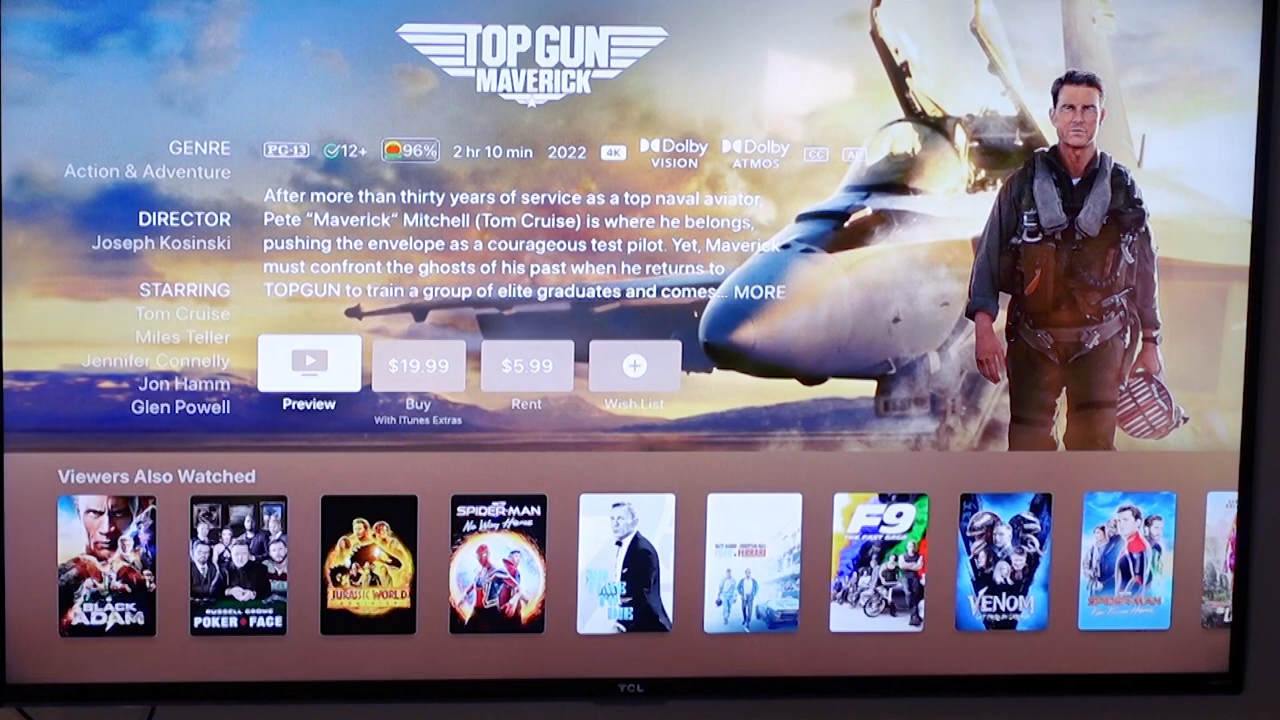 TOP GUN
MAVERICK
GENRE
Action & Adventure
DIRECTOR
Joseph Kosinski
STARRING
Tom Cruise
Miles Teller
Jennifer Connelly
Jon Hamm
Glen Powell
PG-13 12+ 96% 2 hr 10 min 2022 4K Dolby VISION Dolby ATMOS CC AD
After more than thirty years of service as a top naval aviator,
Pete “Maverick“ Mitchell (Tom Cruise) is where he belongs,
pushing the envelope as a courageous test pilot. Yet, Maverick
must confront the ghosts of his past when he returns to
TOPGUN to train a group of elite graduates and comes... MORE
Preview
$19.99
Buy
With iTunes Extras
$5.99
Rent
Wish List
Viewers Also Watched
BLACK
ADAM
RUSSELL CROWE
POKER FACE
JURASSIC WORLD
SPIDER-MAN
No Way Home
DIE
FERRARI
F9
THE FAST SAGA
VENOM
SPIDER-MAN
TCL